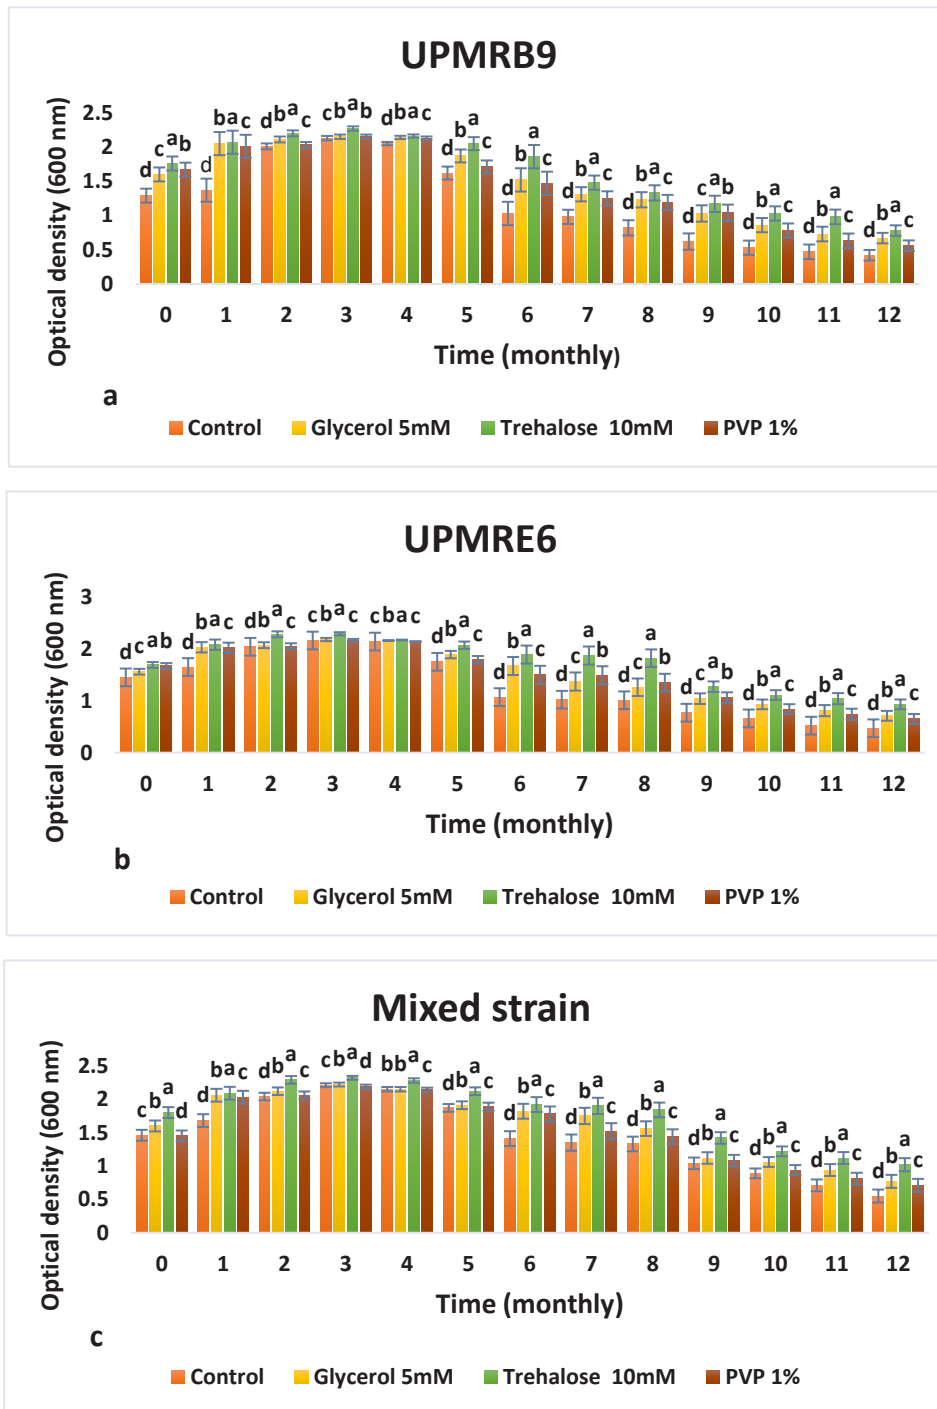 UPMRB9
Optical density (600 nm)
2.5
2
1.5
1
0.5
0
d c a b
d b a c
d b a c
c b a b
d b a c
d b a c
d b a c
d b a c
d b a c
d c a b
d b a c
d b a c
d b a c
0 1 2 3 4 5 6 7 8 9 10 11 12
Time (monthly)
a
Control Glycerol 5mM Trehalose 10mM PVP 1%
UPMRE6
Optical density (600 nm)
3
2
1
0
d c a b
d b a c
d b a c
c b a c
c b a c
d b a c
d b a c
d c a b
d c a b
d c a b
d b a c
d b a c
d b a c
0 1 2 3 4 5 6 7 8 9 10 11 12
Time (monthly)
b
Control Glycerol 5mM Trehalose 10mM PVP 1%
Mixed strain
Optical density (600 nm)
2.5
2
1.5
1
0.5
0
c b a d
d b a c
d b a c
c b a d
b b a c
d b a c
d b a c
d b a c
d b a c
d b a c
d b a c
d b a c
d b a c
0 1 2 3 4 5 6 7 8 9 10 11 12
Time (monthly)
c
Control Glycerol 5mM Trehalose 10mM PVP 1%